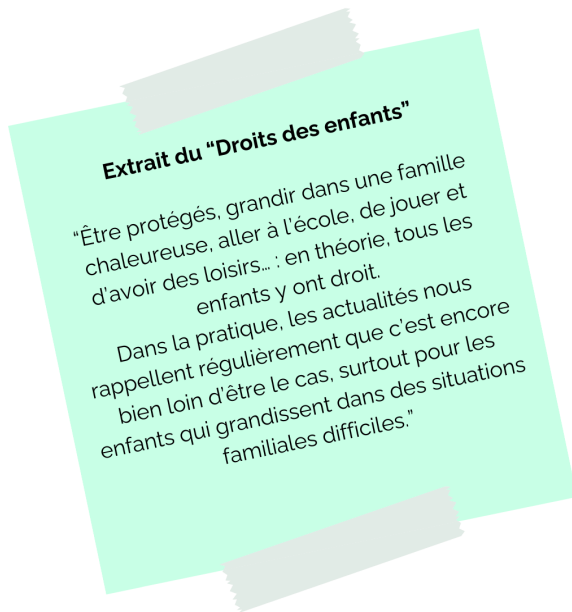 Extrait du “Droits des enfants”
“Être protégés, grandir dans une famille
chaleureuse, aller à l’école, de jouer et
d’avoir des loisirs... : en théorie, tous les
enfants y ont droit.
Dans la pratique, les actualités nous
rappellent régulièrement que c’est encore
bien loin d’être le cas, surtout pour les
enfants qui grandissent dans des situations
familiales difficiles.”